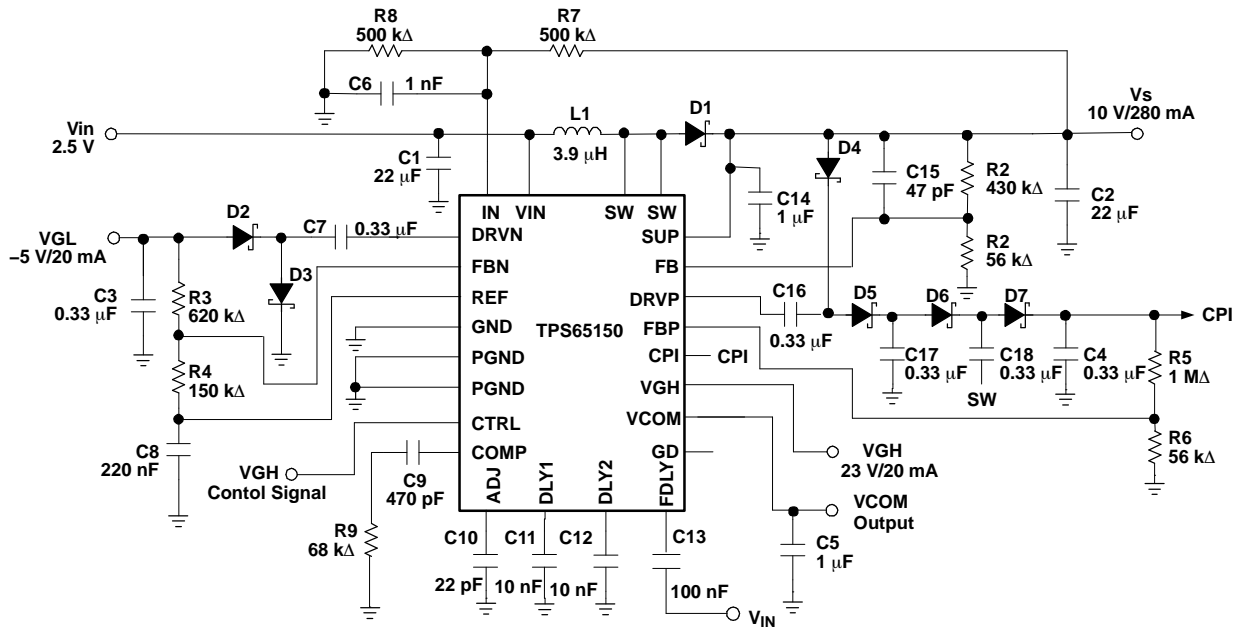 R8
500 kΔ
R7
500 kΔ
C6
1 nF
Vin
2.5 V
L1
3.9 μH
D1
Vs
10 V/280 mA
D4
C1
22 μF
C14
1 μF
C15
47 pF
R2
430 kΔ
C2
22 μF
IN
VIN
SW
SW
D2
C7
0.33 μF
VGL
–5 V/20 mA
DRVN
SUP
R2
56 kΔ
FBN
FB
D3
C3
0.33 μF
R3
620 kΔ
REF
DRVP
C16
0.33 μF
D5
D6
D7
CPI
GND
TPS65150
FBP
PGND
CPI
CPI
C17
0.33 μF
C18
0.33 μF
C4
0.33 μF
R5
1 MΔ
R4
150 kΔ
PGND
VGH
SW
CTRL
VCOM
C8
220 nF
VGH
Contol Signal
COMP
GD
VGH
23 V/20 mA
R6
56 kΔ
C9
470 pF
ADJ
DLY1
DLY2
FDLY
VCOM
Output
R9
68 kΔ
C10
22 pF
C11
10 nF
C12
10 nF
C13
100 nF
C5
1 μF
VIN